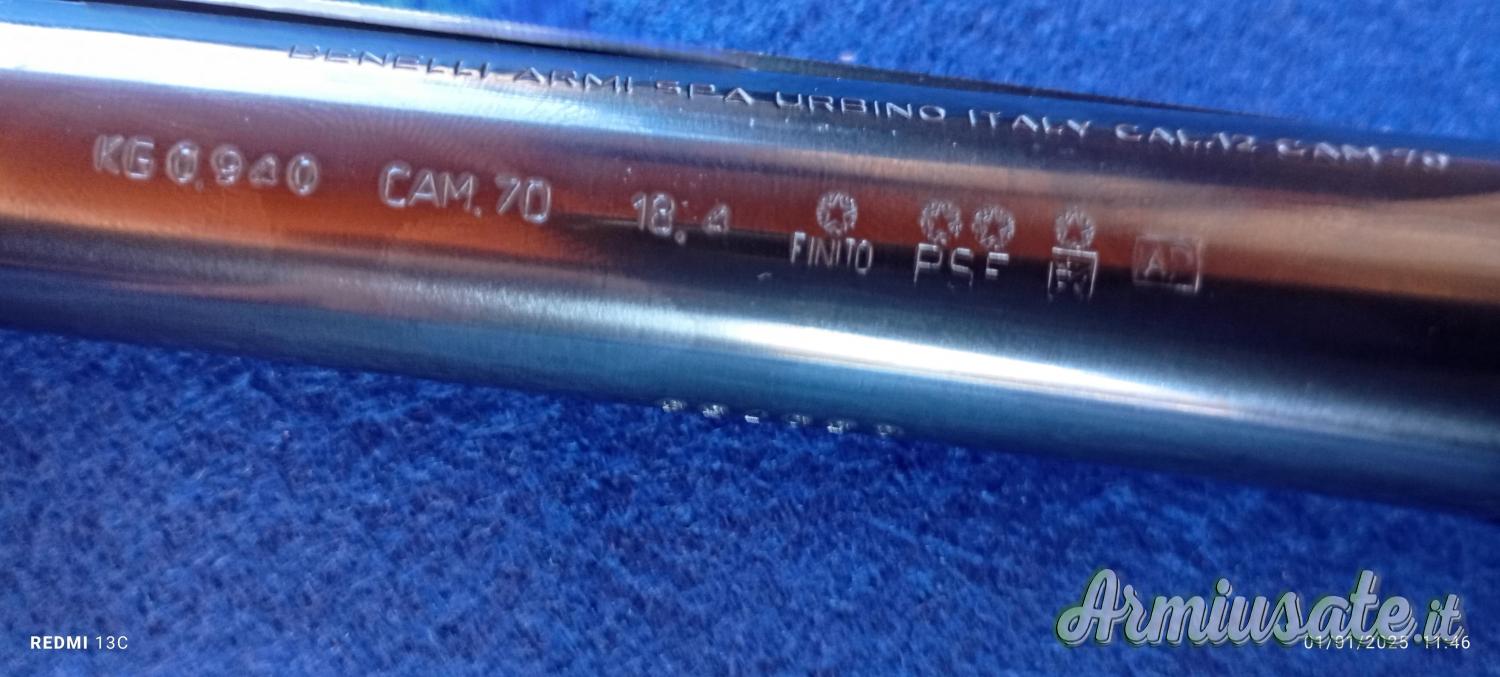 BENELLI ARMI SPA URBINO ITALY CAL.12 CAM 70
KG 0,940 CAM. 70 18.4 FINITO PSF AD
Armiusate.it
REDMI 13C
01/01/2025 11:46